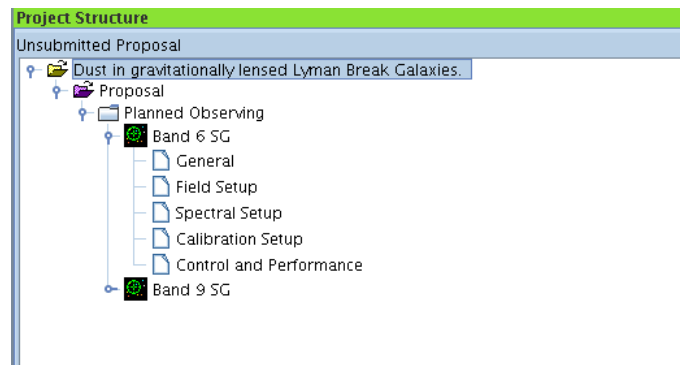 Project Structure
Unsubmitted Proposal
Dust in gravitationally lensed Lyman Break Galaxies.
Proposal
Planned Observing
Band 6 SG
General
Field Setup
Spectral Setup
Calibration Setup
Control and Performance
Band 9 SG